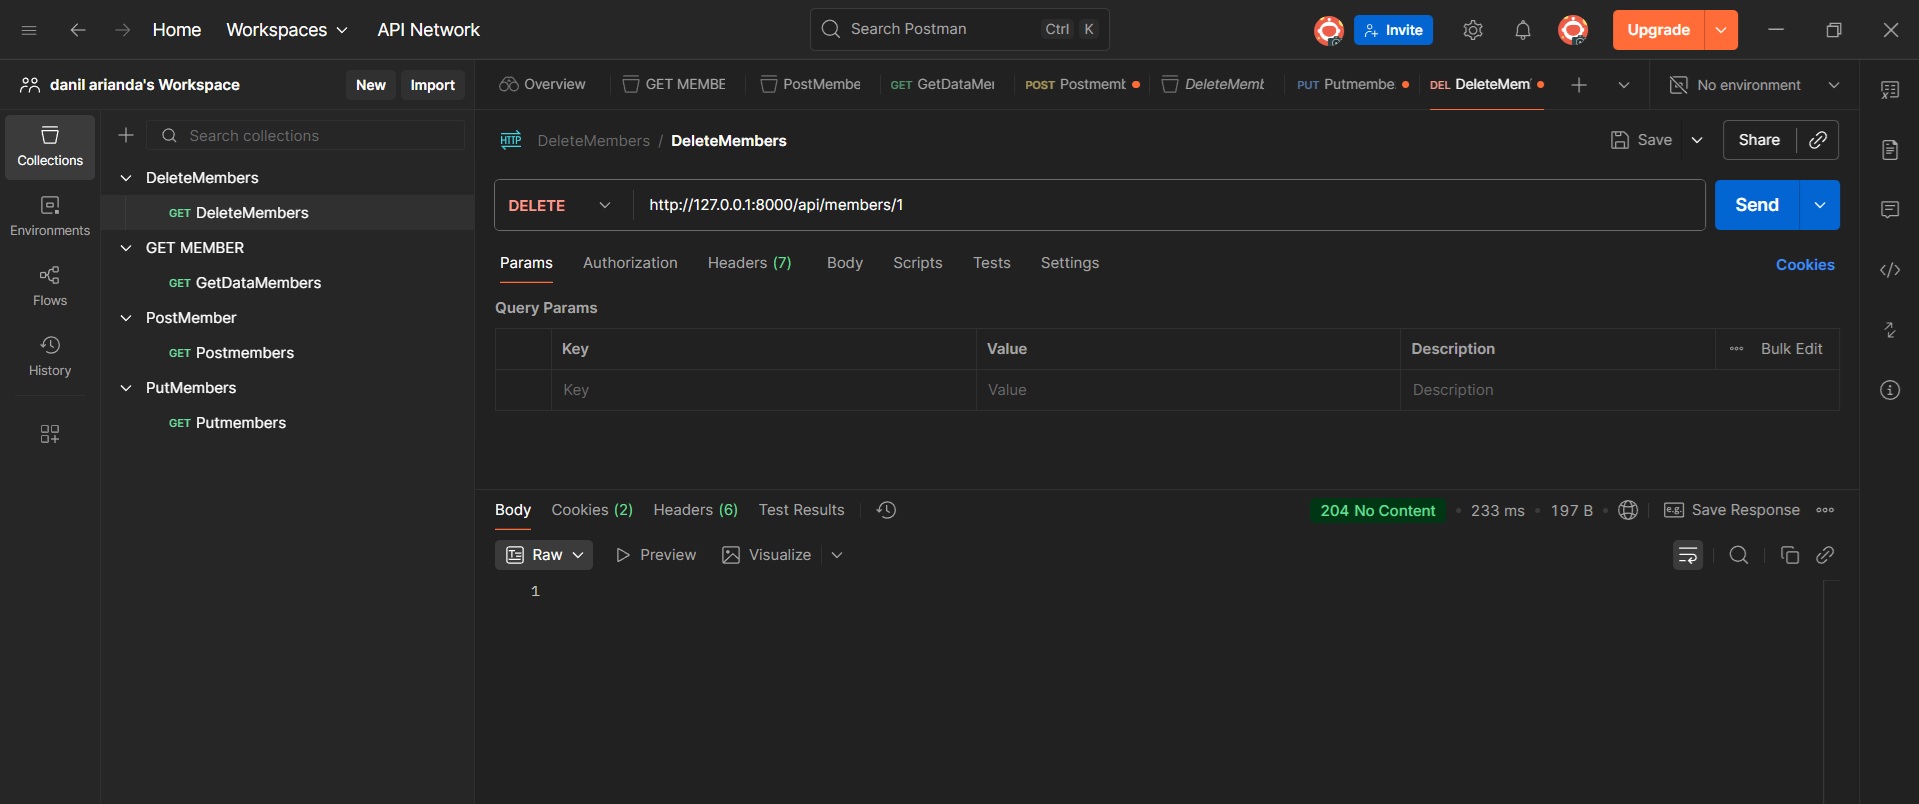 Home Workspaces API Network Search Postman Ctrl K Invite Upgrade
danil arianda's Workspace New Import
Overview GET MEMBE PostMembe GET GetDataMe POST Postmemb DeleteMemb PUT Putmembe DEL DeleteMem No environment
Collections
Environments
Flows
History
Search collections
DeleteMembers
GET DeleteMembers
GET MEMBER
GET GetDataMembers
PostMember
GET Postmembers
PutMembers
GET Putmembers
HTTP DeleteMembers / DeleteMembers Save Share
DELETE http://127.0.0.1:8000/api/members/1 Send
Params Authorization Headers (7) Body Scripts Tests Settings Cookies
Query Params
Key Value Description Bulk Edit
Key Value Description
Body Cookies (2) Headers (6) Test Results 204 No Content • 233 ms • 197 B • e.g. Save Response
Raw Preview Visualize
1